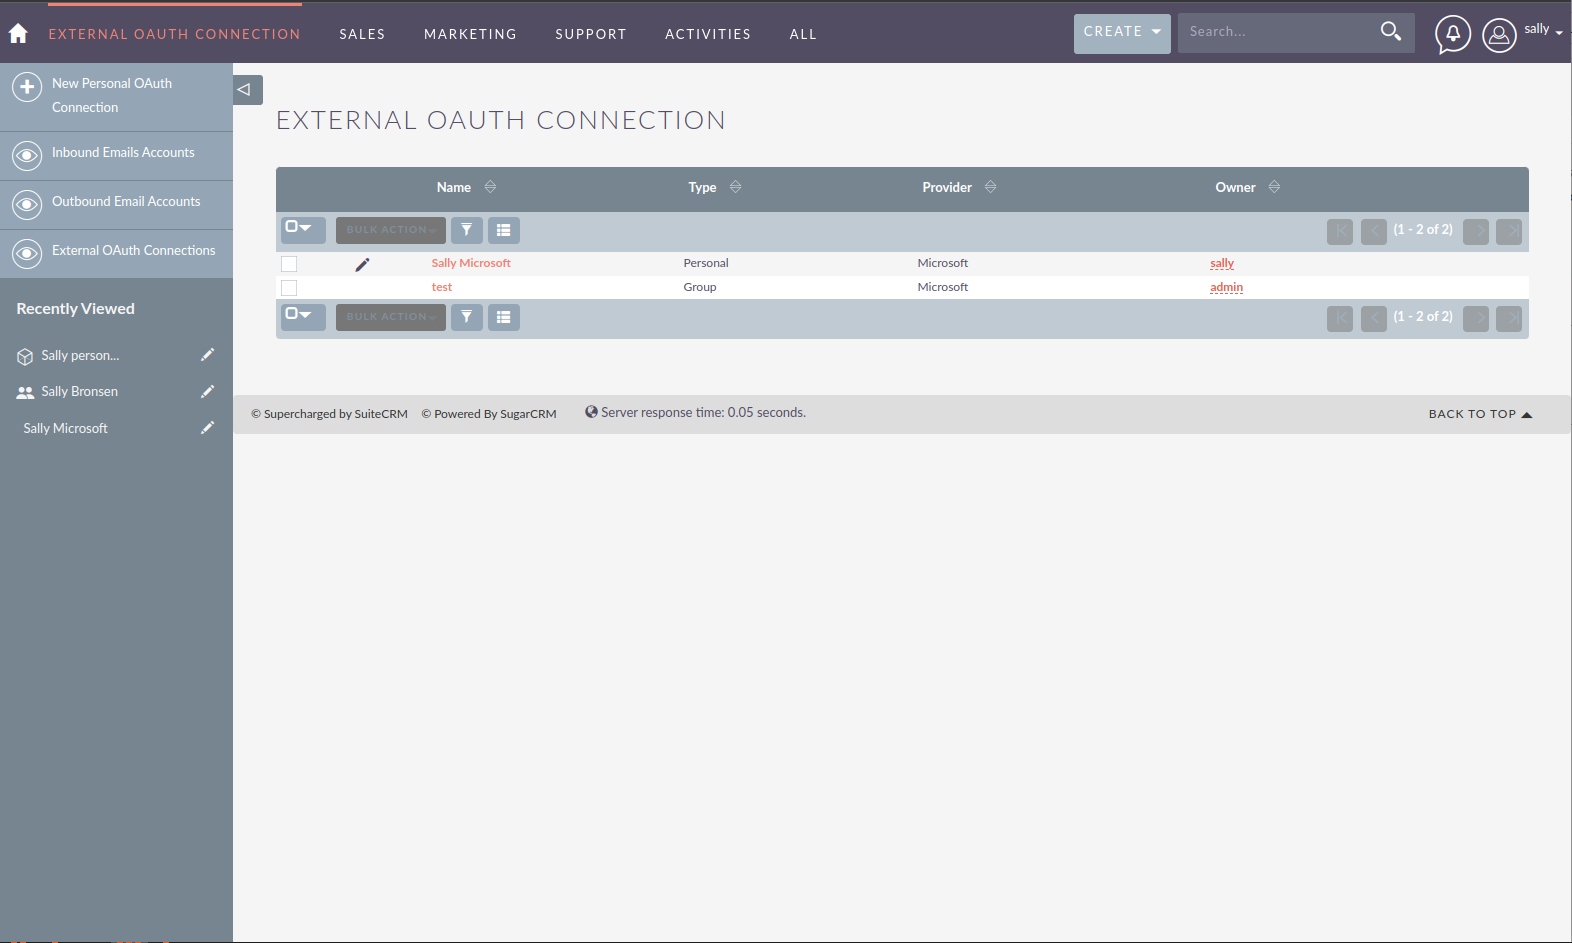 EXTERNAL OAUTH CONNECTION
SALES
MARKETING
SUPPORT
ACTIVITIES
ALL
CREATE
Search...
sally
New Personal OAuth
Connection
Inbound Emails Accounts
Outbound Email Accounts
External OAuth Connections
Recently Viewed
Sally person...
Sally Bronsen
Sally Microsoft
EXTERNAL OAUTH CONNECTION
Name Type Provider Owner
BULK ACTION (1 - 2 of 2)
Sally Microsoft Personal Microsoft sally
test Group Microsoft admin
BULK ACTION (1 - 2 of 2)
© Supercharged by SuiteCRM © Powered By SugarCRM Server response time: 0.05 seconds. BACK TO TOP